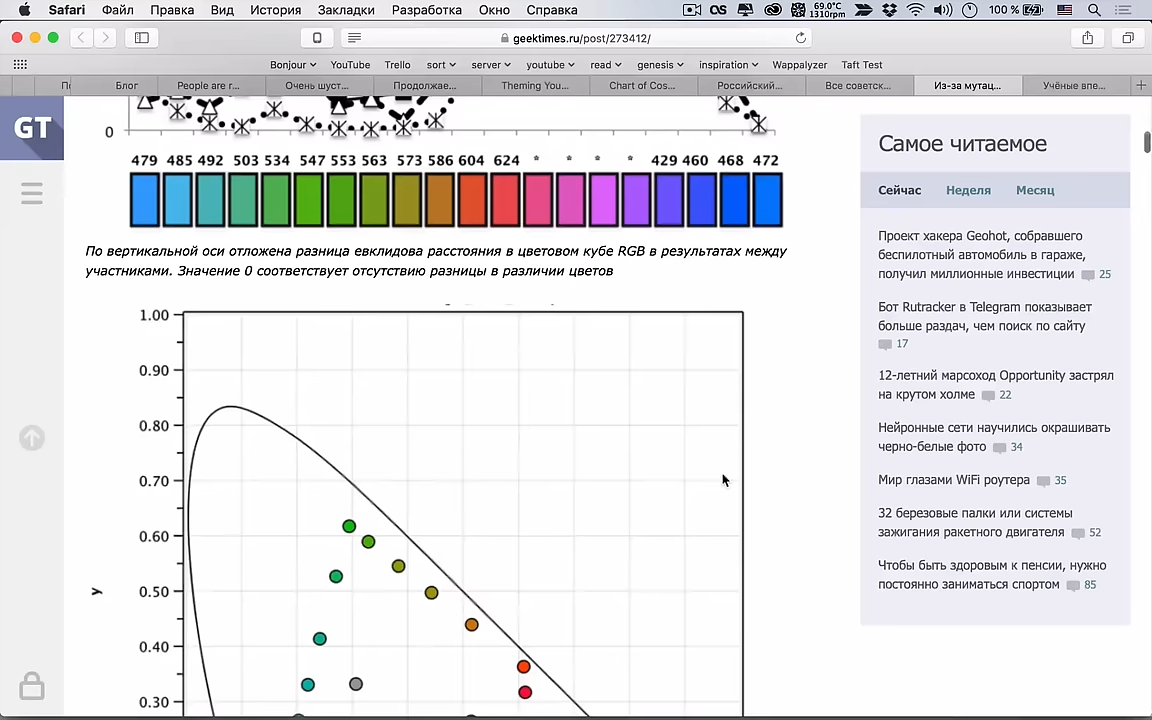 Safari Файл Правка Вид История Закладки Разработка Окно Справка
OS 69.0°C 1310rpm 100 %
geektimes.ru/post/273412/
Bonjour YouTube Trello sort server youtube read genesis inspiration Wappalyzer Taft Test
Блог People are r... Очень шуст... Продолжае... Theming You... Chart of Cos... Российский... Все советск... Из-за мутац... Учёные впе...
GT
0
479 485 492 503 534 547 553 563 573 586 604 624 * * * * 429 460 468 472
По вертикальной оси отложена разница евклидова расстояния в цветовом кубе RGB в результатах между
участниками. Значение 0 соответствует отсутствию разницы в различии цветов
1.00
0.90
0.80
0.70
0.60
0.50
0.40
0.30
y
Самое читаемое
Сейчас Неделя Месяц
Проект хакера Geohot, собравшего
беспилотный автомобиль в гараже,
получил миллионные инвестиции 25
Бот Rutracker в Telegram показывает
больше раздач, чем поиск по сайту
17
12-летний марсоход Opportunity застрял
на крутом холме 22
Нейронные сети научились окрашивать
черно-белые фото 34
Мир глазами WiFi роутера 35
32 березовые палки или системы
зажигания ракетного двигателя 52
Чтобы быть здоровым к пенсии, нужно
постоянно заниматься спортом 85